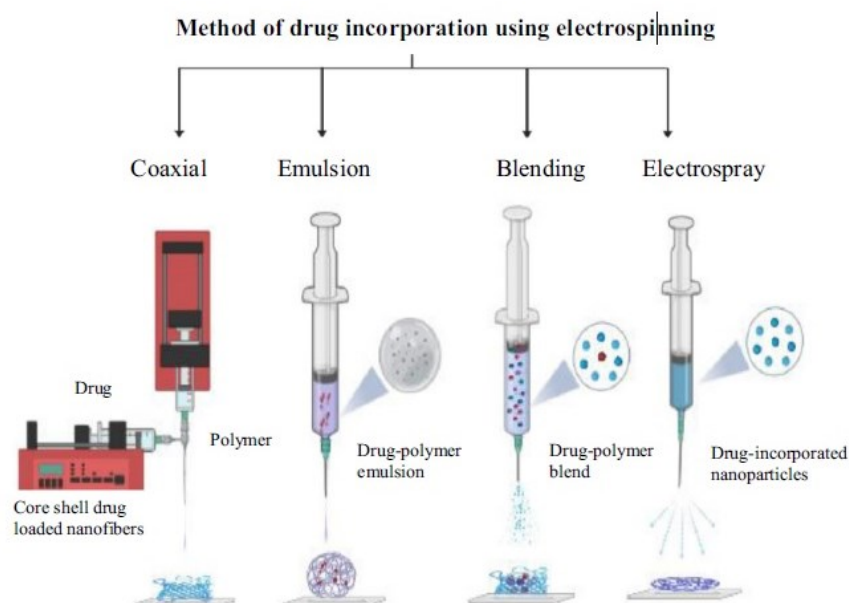 Method of drug incorporation using electrospinning
Coaxial
Emulsion
Blending
Electrospray
Drug
Polymer
Core shell drug
loaded nanofibers
Drug-polymer
emulsion
Drug-polymer
blend
Drug-incorporated
nanoparticles